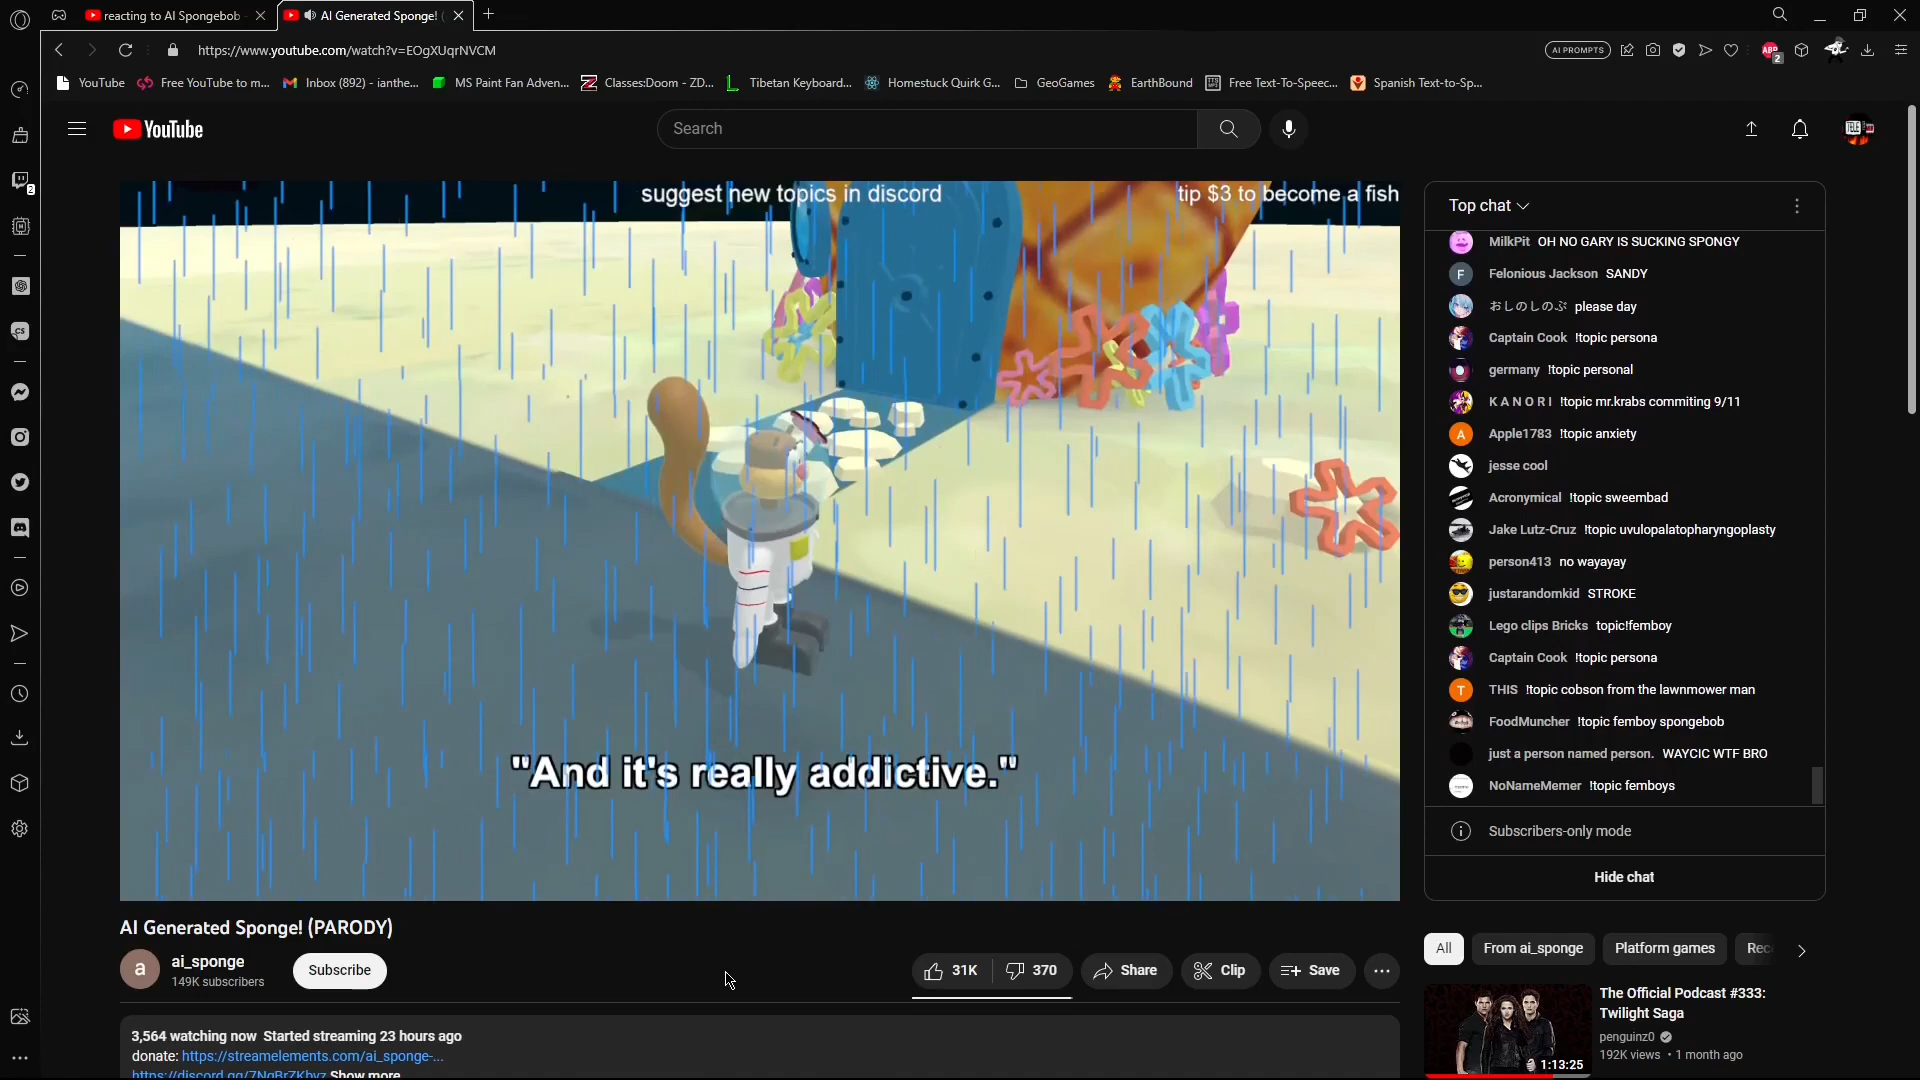 reacting to AI Spongebob
AI Generated Sponge! (
https://www.youtube.com/watch?v=EOgXUqrNVCM
AI PROMPTS
ABP
2
YouTube
Free YouTube to m...
Inbox (892) - ianthe...
MS Paint Fan Adven...
Classes:Doom - ZD...
Tibetan Keyboard...
Homestuck Quirk G...
GeoGames
EarthBound
Free Text-To-Speec...
Spanish Text-to-Sp...
YouTube
Search
TELE
2
CS
suggest new topics in discord
tip $3 to become a fish
"And it's really addictive."
Top chat
MilkPit OH NO GARY IS SUCKING SPONGY
F Felonious Jackson SANDY
おしのしのぶ please day
Captain Cook !topic persona
germany !topic personal
K A N O R I !topic mr.krabs commiting 9/11
A Apple1783 !topic anxiety
jesse cool
Acronymical !topic sweembad
Jake Lutz-Cruz !topic uvulopalatopharyngoplasty
person413 no wayayay
justarandomkid STROKE
Lego clips Bricks topic!femboy
Captain Cook !topic persona
T THIS !topic cobson from the lawnmower man
FoodMuncher !topic femboy spongebob
just a person named person. WAYCIC WTF BRO
NoNameMemer !topic femboys
Subscribers-only mode
Hide chat
AI Generated Sponge! (PARODY)
a
ai_sponge
149K subscribers
Subscribe
31K
370
Share
Clip
Save
3,564 watching now Started streaming 23 hours ago
donate: https://streamelements.com/ai_sponge-...
https://discord.gg/7NgBrZKbyz Show more
All
From ai_sponge
Platform games
Rec
The Official Podcast #333:
Twilight Saga
penguinz0
192K views • 1 month ago
1:13:25